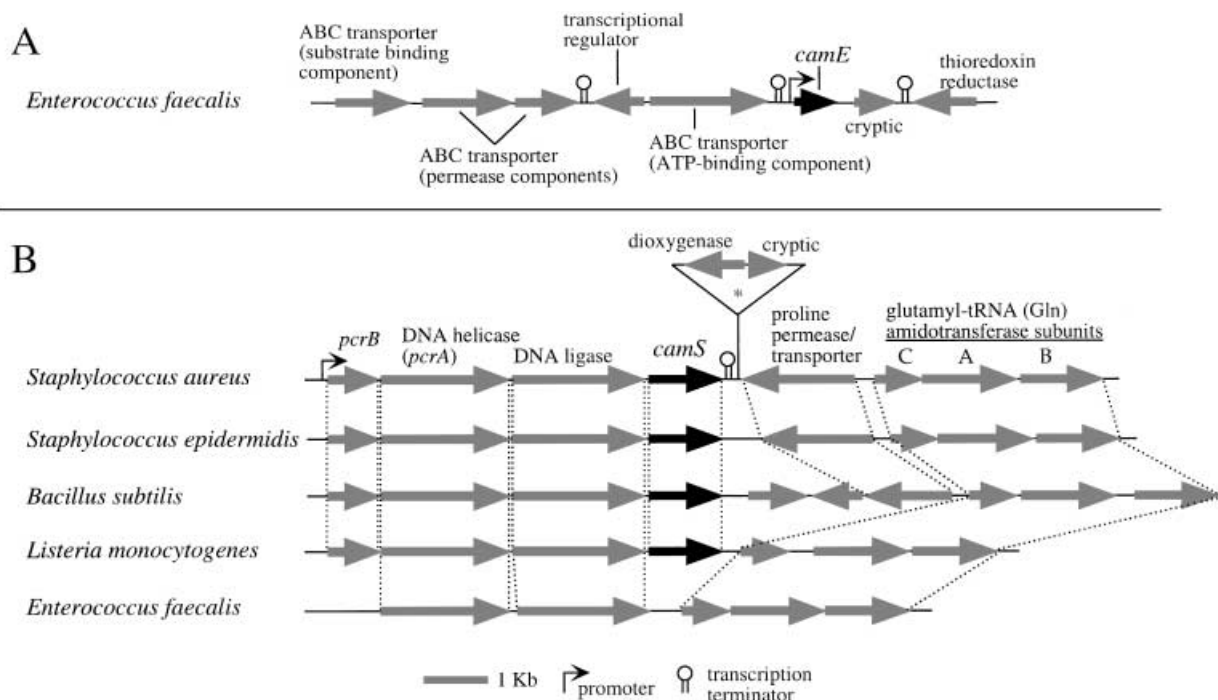 A
ABC transporter
(substrate binding
component)
transcriptional
regulator
camE
thioredoxin
reductase
Enterococcus faecalis
cryptic
ABC transporter
(permease components)
ABC transporter
(ATP-binding component)
B
dioxygenase cryptic
*
pcrB
DNA helicase
(pcrA)
DNA ligase
camS
proline
permease/
transporter
glutamyl-tRNA (Gln)
amidotransferase subunits
C A B
Staphylococcus aureus
Staphylococcus epidermidis
Bacillus subtilis
Listeria monocytogenes
Enterococcus faecalis
1 Kb
promoter
transcription
terminator